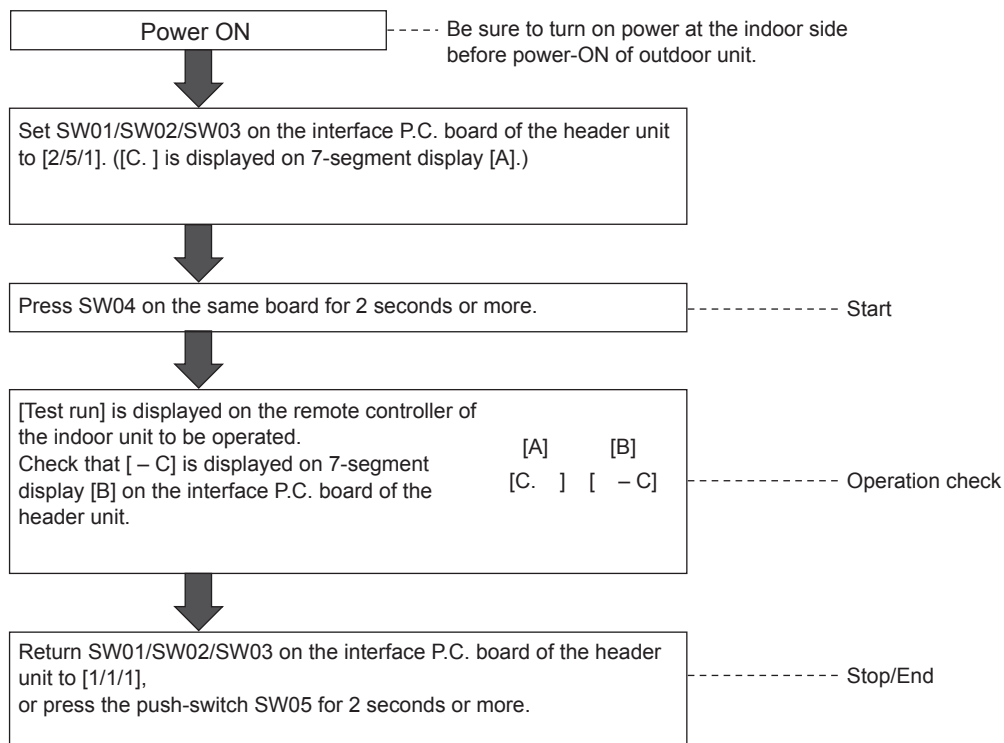 Power ON
Be sure to turn on power at the indoor side
before power-ON of outdoor unit.
Set SW01/SW02/SW03 on the interface P.C. board of the header unit
to [2/5/1]. ([C. ] is displayed on 7-segment display [A].)
Press SW04 on the same board for 2 seconds or more.
Start
[Test run] is displayed on the remote controller of
the indoor unit to be operated.
Check that [ – C] is displayed on 7-segment
display [B] on the interface P.C. board of the
header unit.
[A] [B]
[C. ] [ – C]
Operation check
Return SW01/SW02/SW03 on the interface P.C. board of the header
unit to [1/1/1],
or press the push-switch SW05 for 2 seconds or more.
Stop/End